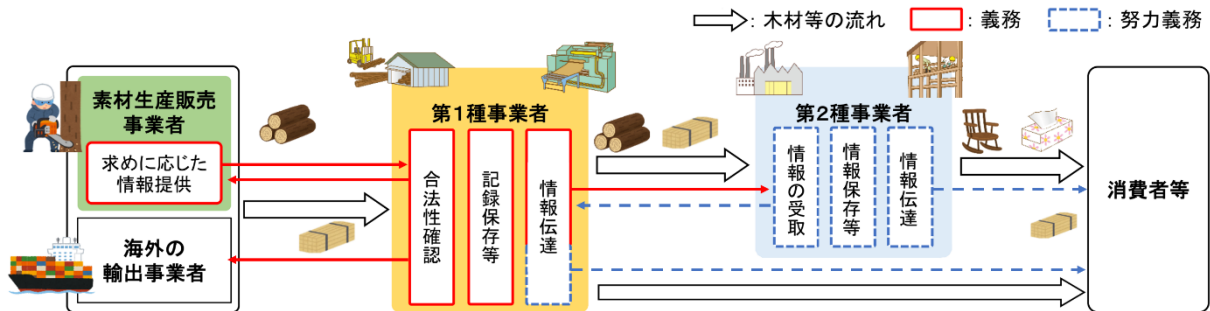 ：木材等の流れ
：義務
：努力義務
素材生産販売
事業者
求めに応じた
情報提供
海外の
輸出事業者
第1種事業者
合法性確認
記録保存等
情報伝達
第2種事業者
情報の受取
情報保存等
情報伝達
消費者等